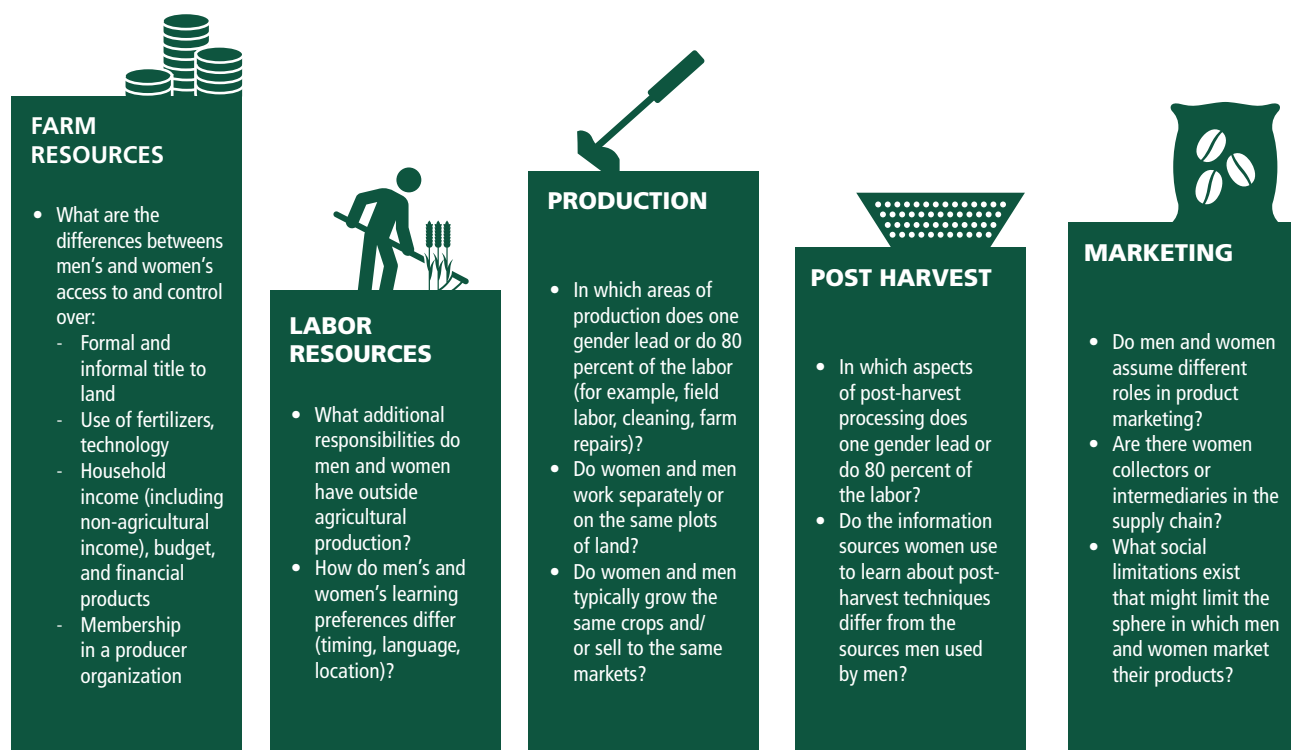 FARM
RESOURCES
• What are the
differences betweens
men’s and women’s
access to and control
over:
- Formal and
informal title to
land
- Use of fertilizers,
technology
- Household
income (including
non-agricultural
income), budget,
and financial
products
- Membership
in a producer
organization
LABOR
RESOURCES
• What additional
responsibilities do
men and women
have outside
agricultural
production?
• How do men’s and
women’s learning
preferences differ
(timing, language,
location)?
PRODUCTION
• In which areas of
production does one
gender lead or do 80
percent of the labor
(for example, field
labor, cleaning, farm
repairs)?
• Do women and men
work separately or
on the same plots
of land?
• Do women and men
typically grow the
same crops and/
or sell to the same
markets?
POST HARVEST
• In which aspects
of post-harvest
processing does
one gender lead or
do 80 percent of
the labor?
• Do the information
sources women use
to learn about post-
harvest techniques
differ from the
sources men used
by men?
MARKETING
• Do men and women
assume different
roles in product
marketing?
• Are there women
collectors or
intermediaries in the
supply chain?
• What social
limitations exist
that might limit the
sphere in which men
and women market
their products?